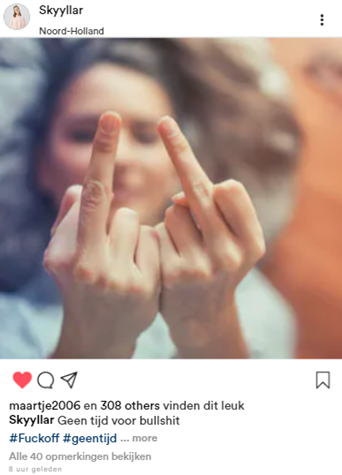 Skyyllar
Noord-Holland
maartje2006 en 308 others vinden dit leuk
Skyyllar Geen tijd voor bullshit
#Fuckoff #geentijd ... more
Alle 40 opmerkingen bekijken
8 uur geleden